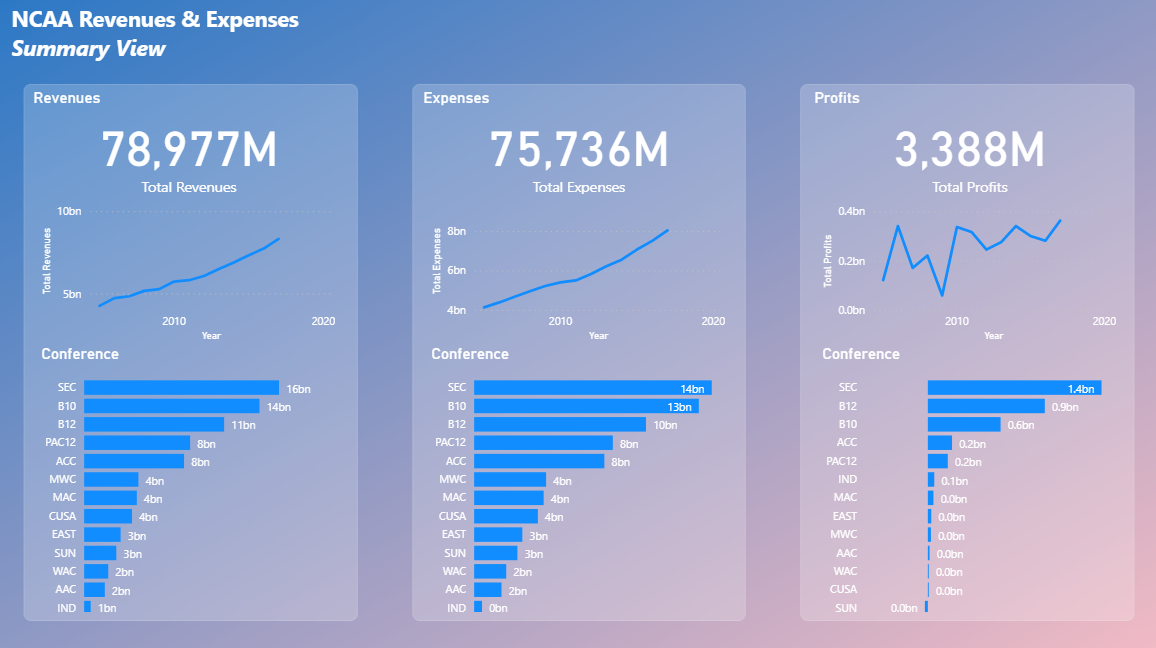 NCAA Revenues & Expenses
Summary View
Revenues
78,977M
Total Revenues
10bn
5bn
Total Revenues
2010
2020
Year
Conference
SEC 16bn
B10 14bn
B12 11bn
PAC12 8bn
ACC 8bn
MWC 4bn
MAC 4bn
CUSA 4bn
EAST 3bn
SUN 3bn
WAC 2bn
AAC 2bn
IND 1bn
Expenses
75,736M
Total Expenses
8bn
6bn
4bn
Total Expenses
2010
2020
Year
Conference
SEC 14bn
B10 13bn
B12 10bn
PAC12 8bn
ACC 8bn
MWC 4bn
MAC 4bn
CUSA 4bn
EAST 3bn
SUN 3bn
WAC 2bn
AAC 2bn
IND 0bn
Profits
3,388M
Total Profits
0.4bn
0.2bn
0.0bn
Total Profits
2010
2020
Year
Conference
SEC 1.4bn
B12 0.9bn
B10 0.6bn
ACC 0.2bn
PAC12 0.2bn
IND 0.1bn
MAC 0.0bn
EAST 0.0bn
MWC 0.0bn
AAC 0.0bn
WAC 0.0bn
CUSA 0.0bn
SUN 0.0bn